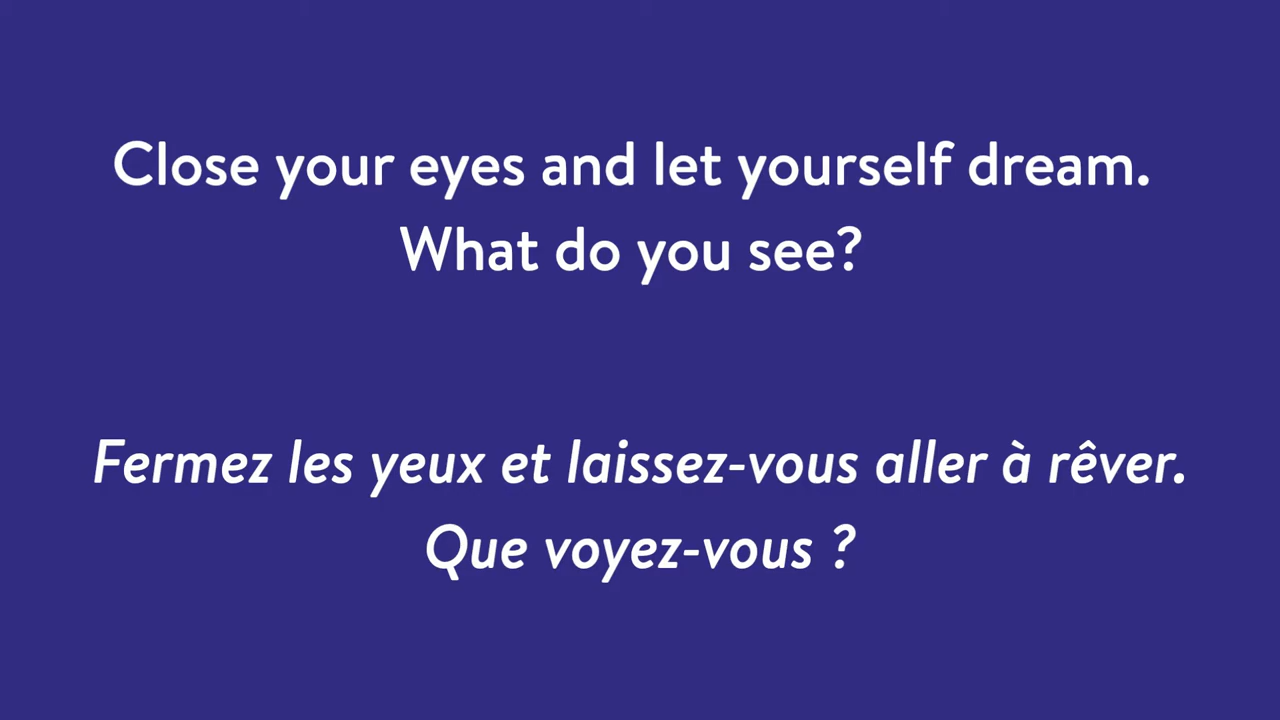 Close your eyes and let yourself dream.
What do you see?
Fermez les yeux et laissez-vous aller à rêver.
Que voyez-vous ?